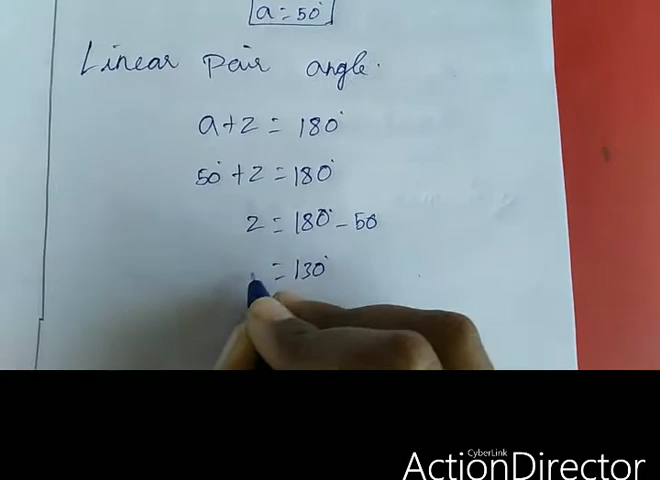 a = 50°
Linear Pair angle.
a + z = 180°
50° + z = 180°
z = 180° - 50
= 130°
CyberLink
ActionDirector